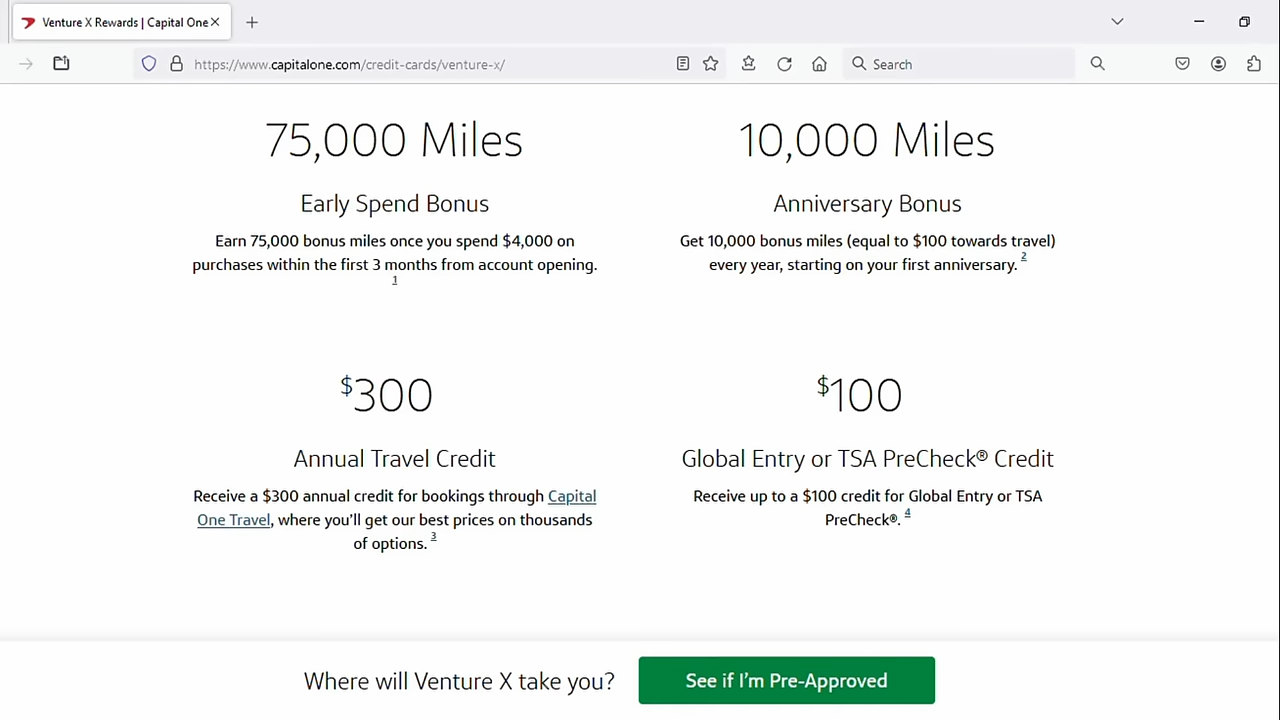 Venture X Rewards | Capital One
https://www.capitalone.com/credit-cards/venture-x/
Search
75,000 Miles
Early Spend Bonus
Earn 75,000 bonus miles once you spend $4,000 on
purchases within the first 3 months from account opening.
1
10,000 Miles
Anniversary Bonus
Get 10,000 bonus miles (equal to $100 towards travel)
every year, starting on your first anniversary. 2
$300
Annual Travel Credit
Receive a $300 annual credit for bookings through Capital
One Travel, where you'll get our best prices on thousands
of options. 3
$100
Global Entry or TSA PreCheck® Credit
Receive up to a $100 credit for Global Entry or TSA
PreCheck®. 4
Where will Venture X take you?
See if I'm Pre-Approved